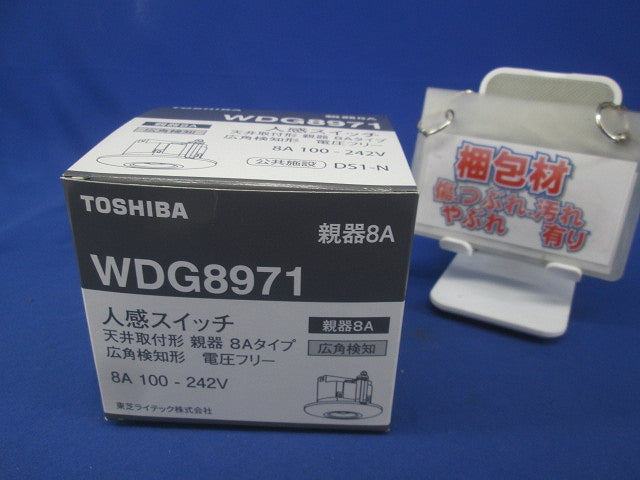 親器8A
WDG8971
親器8A
広角検知
人感スイッチ
天井取付形 親器 8Aタイプ
広角検知形 電圧フリー
8A 100 - 242V
公共施設 DS1-N
TOSHIBA
親器8A
WDG8971
人感スイッチ
天井取付形 親器 8Aタイプ
広角検知形 電圧フリー
8A 100 - 242V
親器8A
広角検知
東芝ライテック株式会社
梱包材
傷・つぶれ・汚れ
やぶれ 有り